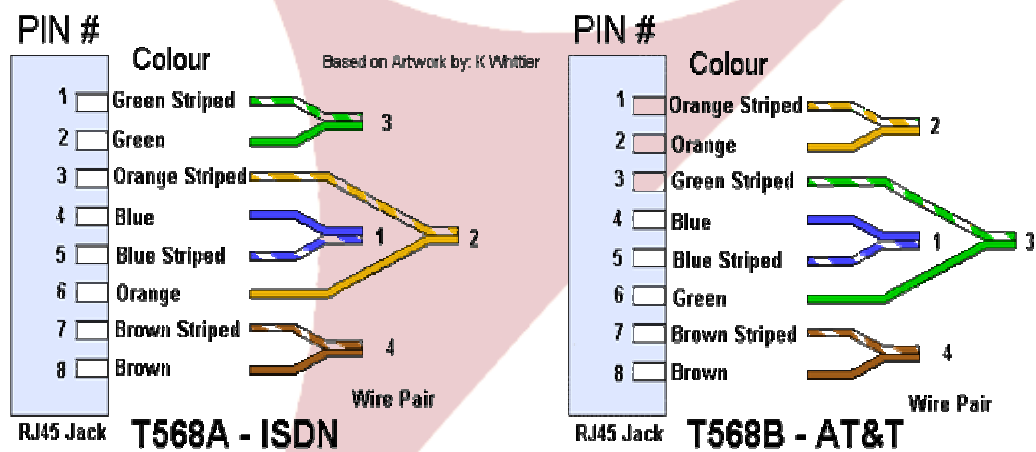 PIN #
Colour
Based on Artwork by: K Whittier
1 Green Striped
2 Green
3
3 Orange Striped
4 Blue
1
2
5 Blue Striped
6 Orange
7 Brown Striped
4
8 Brown
Wire Pair
RJ45 Jack
T568A - ISDN
PIN #
Colour
1 Orange Striped
2 Orange
2
3 Green Striped
4 Blue
1
3
5 Blue Striped
6 Green
7 Brown Striped
4
8 Brown
Wire Pair
RJ45 Jack
T568B - AT&T